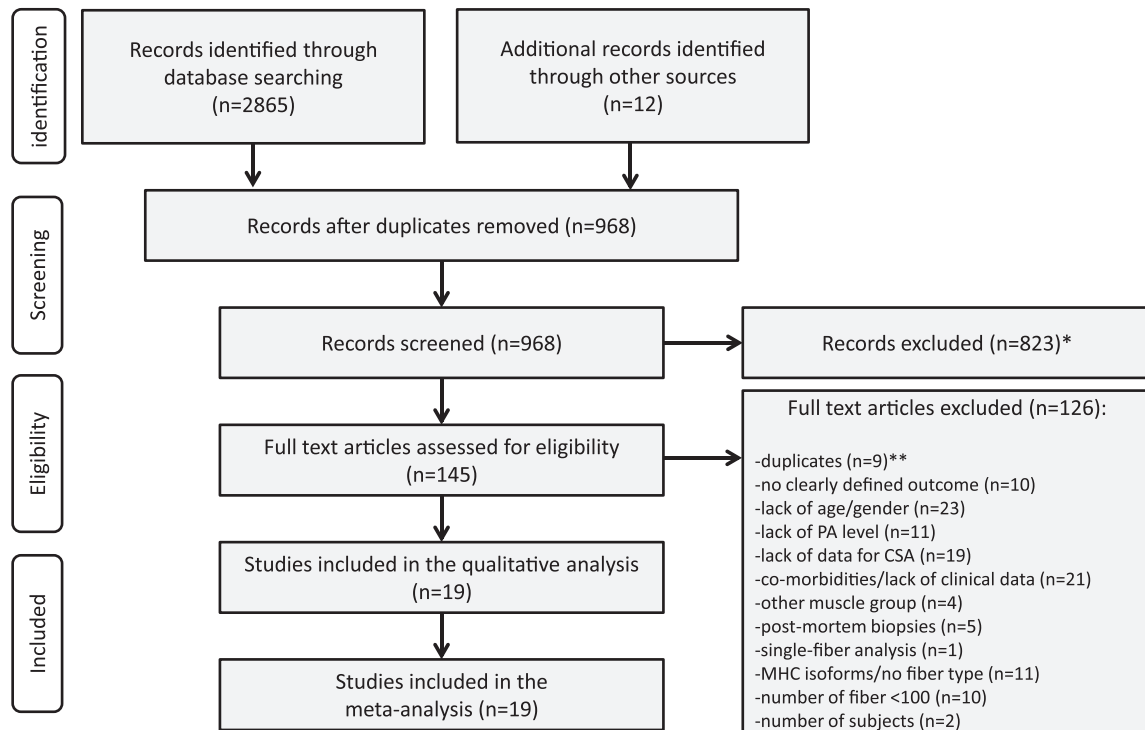 identification
Records identified through
database searching
(n=2865)
Additional records identified
through other sources
(n=12)
Screening
Records after duplicates removed (n=968)
Records screened (n=968)
Records excluded (n=823)*
Eligibility
Full text articles assessed for eligibility
(n=145)
Full text articles excluded (n=126):
-duplicates (n=9)**
-no clearly defined outcome (n=10)
-lack of age/gender (n=23)
-lack of PA level (n=11)
-lack of data for CSA (n=19)
-co-morbidities/lack of clinical data (n=21)
-other muscle group (n=4)
-post-mortem biopsies (n=5)
-single-fiber analysis (n=1)
-MHC isoforms/no fiber type (n=11)
-number of fiber <100 (n=10)
-number of subjects (n=2)
Included
Studies included in the qualitative analysis
(n=19)
Studies included in the
meta-analysis (n=19)